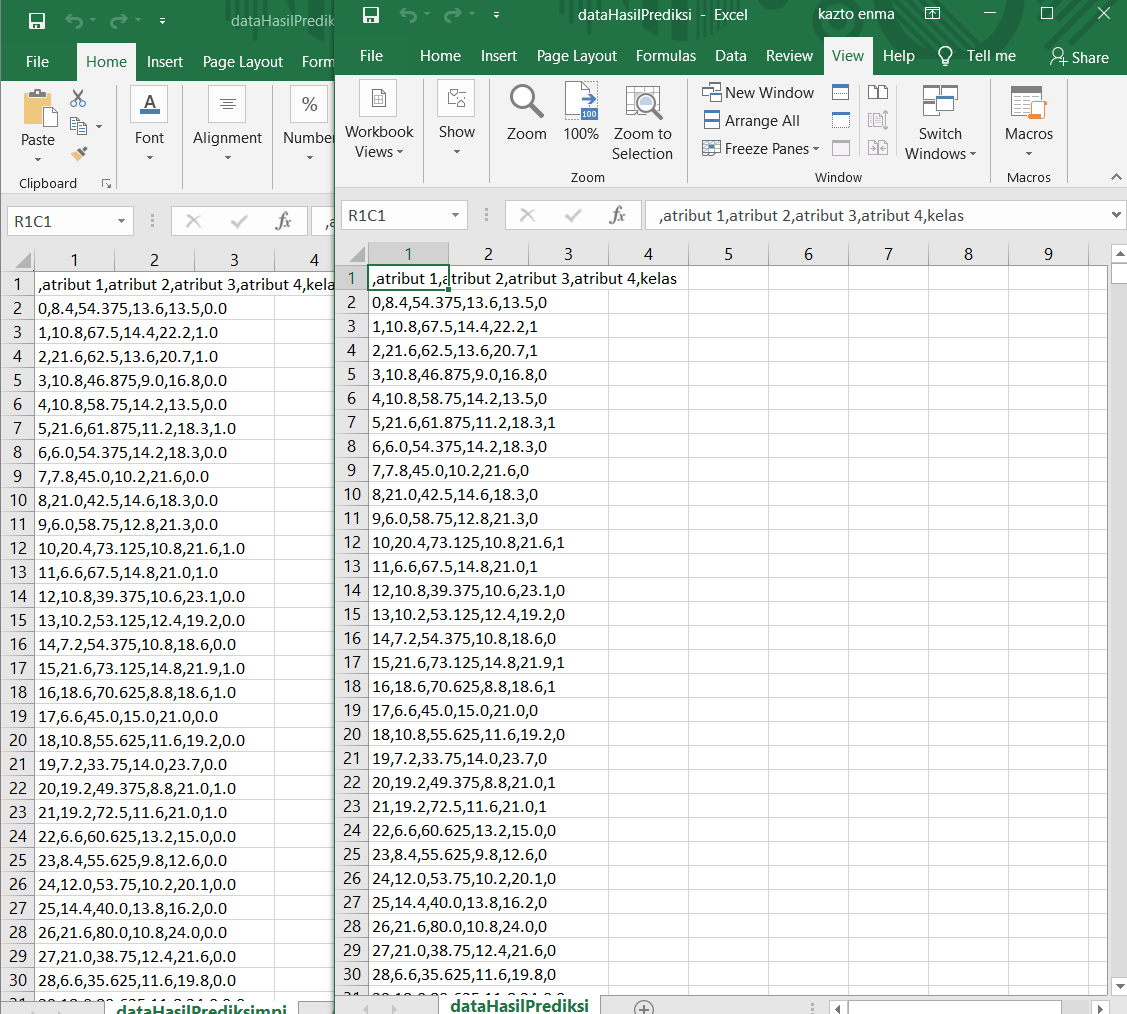 dataHasilPredik
File
Home
Insert
Page Layout
Form
Paste
Clipboard
Font
Alignment
Number
R1C1
fx
1 2 3 4
1 ,atribut 1,atribut 2,atribut 3,atribut 4,kela
2 0,8.4,54.375,13.6,13.5,0.0
3 1,10.8,67.5,14.4,22.2,1.0
4 2,21.6,62.5,13.6,20.7,1.0
5 3,10.8,46.875,9.0,16.8,0.0
6 4,10.8,58.75,14.2,13.5,0.0
7 5,21.6,61.875,11.2,18.3,1.0
8 6,6.0,54.375,14.2,18.3,0.0
9 7,7.8,45.0,10.2,21.6,0.0
10 8,21.0,42.5,14.6,18.3,0.0
11 9,6.0,58.75,12.8,21.3,0.0
12 10,20.4,73.125,10.8,21.6,1.0
13 11,6.6,67.5,14.8,21.0,1.0
14 12,10.8,39.375,10.6,23.1,0.0
15 13,10.2,53.125,12.4,19.2,0.0
16 14,7.2,54.375,10.8,18.6,0.0
17 15,21.6,73.125,14.8,21.9,1.0
18 16,18.6,70.625,8.8,18.6,1.0
19 17,6.6,45.0,15.0,21.0,0.0
20 18,10.8,55.625,11.6,19.2,0.0
21 19,7.2,33.75,14.0,23.7,0.0
22 20,19.2,49.375,8.8,21.0,1.0
23 21,19.2,72.5,11.6,21.0,1.0
24 22,6.6,60.625,13.2,15.0,0.0
25 23,8.4,55.625,9.8,12.6,0.0
26 24,12.0,53.75,10.2,20.1,0.0
27 25,14.4,40.0,13.8,16.2,0.0
28 26,21.6,80.0,10.8,24.0,0.0
29 27,21.0,38.75,12.4,21.6,0.0
30 28,6.6,35.625,11.6,19.8,0.0
dataHasilPrediksimpi
dataHasilPrediksi - Excel
kazto enma
File
Home
Insert
Page Layout
Formulas
Data
Review
View
Help
Tell me
Share
Workbook
Views
Show
Zoom
100
100%
Zoom to
Selection
Zoom
New Window
Arrange All
Freeze Panes
Switch
Windows
Window
Macros
Macros
R1C1
fx
,atribut 1,atribut 2,atribut 3,atribut 4,kelas
1 2 3 4 5 6 7 8 9
1 ,atribut 1,atribut 2,atribut 3,atribut 4,kelas
2 0,8.4,54.375,13.6,13.5,0
3 1,10.8,67.5,14.4,22.2,1
4 2,21.6,62.5,13.6,20.7,1
5 3,10.8,46.875,9.0,16.8,0
6 4,10.8,58.75,14.2,13.5,0
7 5,21.6,61.875,11.2,18.3,1
8 6,6.0,54.375,14.2,18.3,0
9 7,7.8,45.0,10.2,21.6,0
10 8,21.0,42.5,14.6,18.3,0
11 9,6.0,58.75,12.8,21.3,0
12 10,20.4,73.125,10.8,21.6,1
13 11,6.6,67.5,14.8,21.0,1
14 12,10.8,39.375,10.6,23.1,0
15 13,10.2,53.125,12.4,19.2,0
16 14,7.2,54.375,10.8,18.6,0
17 15,21.6,73.125,14.8,21.9,1
18 16,18.6,70.625,8.8,18.6,1
19 17,6.6,45.0,15.0,21.0,0
20 18,10.8,55.625,11.6,19.2,0
21 19,7.2,33.75,14.0,23.7,0
22 20,19.2,49.375,8.8,21.0,1
23 21,19.2,72.5,11.6,21.0,1
24 22,6.6,60.625,13.2,15.0,0
25 23,8.4,55.625,9.8,12.6,0
26 24,12.0,53.75,10.2,20.1,0
27 25,14.4,40.0,13.8,16.2,0
28 26,21.6,80.0,10.8,24.0,0
29 27,21.0,38.75,12.4,21.6,0
30 28,6.6,35.625,11.6,19.8,0
dataHasilPrediksi